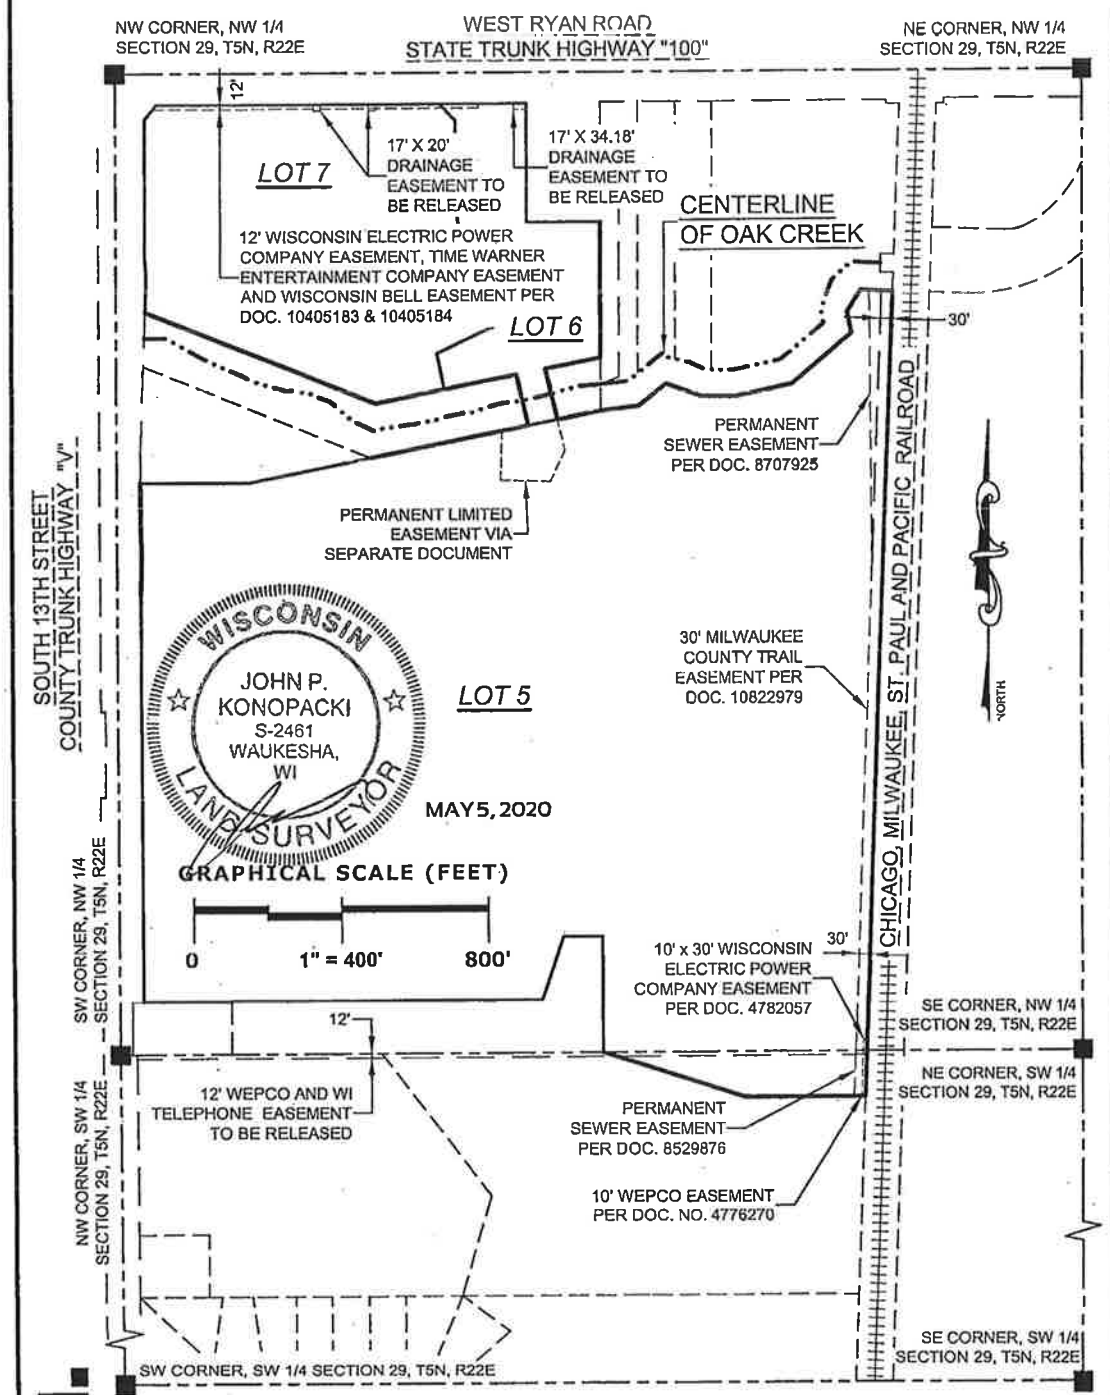 NW CORNER, NW 1/4
SECTION 29, T5N, R22E
WEST RYAN ROAD
STATE TRUNK HIGHWAY "100"
NE CORNER, NW 1/4
SECTION 29, T5N, R22E
12'
LOT 7
17' X 20'
DRAINAGE
EASEMENT TO
BE RELEASED
17' X 34.18'
DRAINAGE
EASEMENT TO
BE RELEASED
CENTERLINE
OF OAK CREEK
12' WISCONSIN ELECTRIC POWER
COMPANY EASEMENT, TIME WARNER
ENTERTAINMENT COMPANY EASEMENT
AND WISCONSIN BELL EASEMENT PER
DOC. 10405183 & 10405184
LOT 6
30'
PERMANENT
SEWER EASEMENT
PER DOC. 8707925
CHICAGO, MILWAUKEE, ST. PAUL AND PACIFIC RAILROAD
SOUTH 13TH STREET
COUNTY TRUNK HIGHWAY "V"
PERMANENT LIMITED
EASEMENT VIA
SEPARATE DOCUMENT
NORTH
30' MILWAUKEE
COUNTY TRAIL
EASEMENT PER
DOC. 10822979
WISCONSIN
JOHN P.
KONOPACKI
S-2461
WAUKESHA,
WI
LAND SURVEYOR
LOT 5
MAY 5, 2020
GRAPHICAL SCALE (FEET)
0
1" = 400'
800'
SW CORNER, NW 1/4
SECTION 29, T5N, R22E
30'
10' x 30' WISCONSIN
ELECTRIC POWER
COMPANY EASEMENT
PER DOC. 4782057
SE CORNER, NW 1/4
SECTION 29, T5N, R22E
12'
NE CORNER, SW 1/4
SECTION 29, T5N, R22E
12' WEPCO AND WI
TELEPHONE EASEMENT
TO BE RELEASED
NW CORNER, SW 1/4
SECTION 29, T5N, R22E
PERMANENT
SEWER EASEMENT
PER DOC. 8529876
10' WEPCO EASEMENT
PER DOC. NO. 4776270
SE CORNER, SW 1/4
SECTION 29, T5N, R22E
SW CORNER, SW 1/4 SECTION 29, T5N, R22E